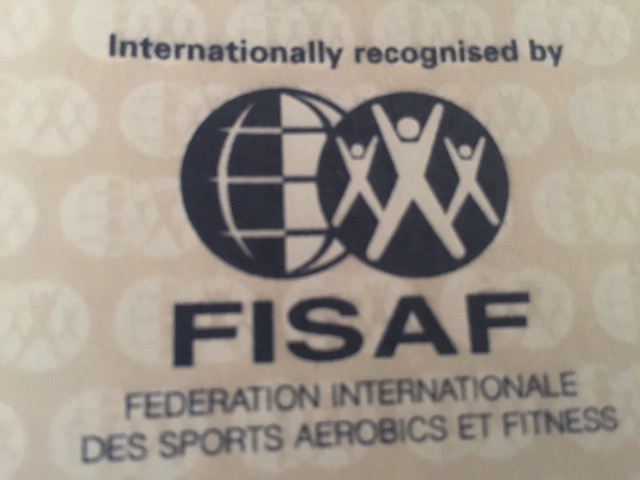 Internationally recognised by
FISAF
FEDERATION INTERNATIONALE
DES SPORTS AEROBICS ET FITNESS